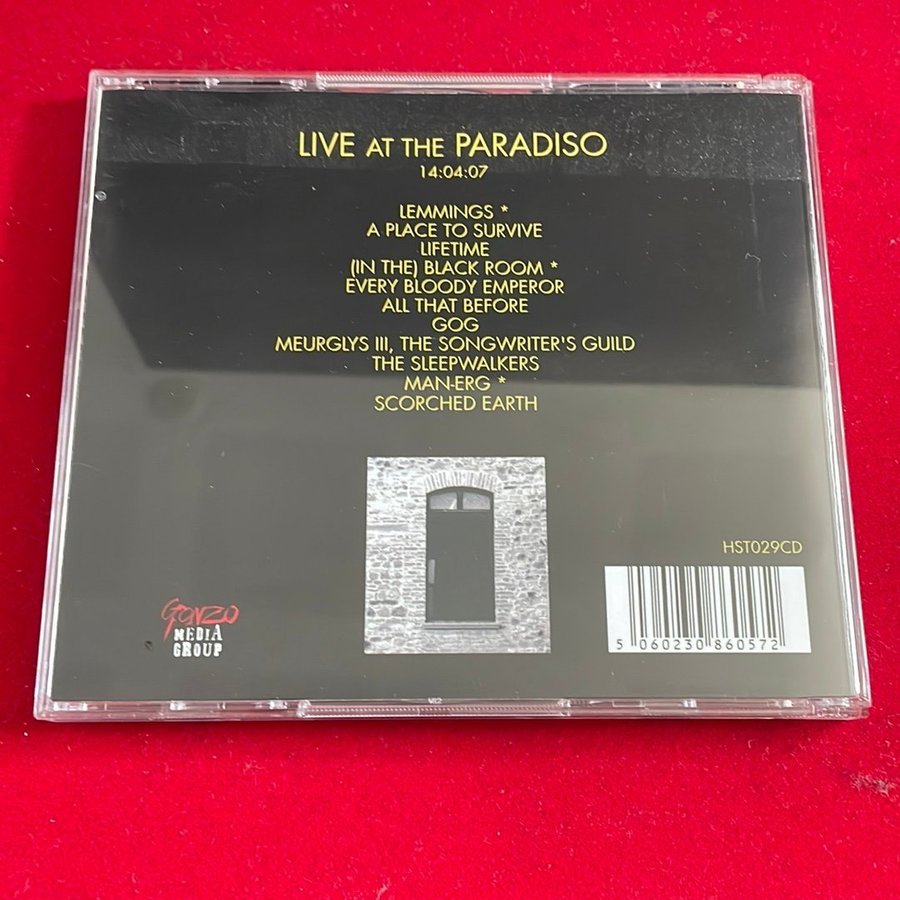 LIVE AT THE PARADISO
14:04:07
LEMMINGS *
A PLACE TO SURVIVE
LIFETIME
(IN THE) BLACK ROOM *
EVERY BLOODY EMPEROR
ALL THAT BEFORE
GOG
MEURGLYS III, THE SONGWRITER'S GUILD
THE SLEEPWALKERS
MAN-ERG *
SCORCHED EARTH
HST029CD
GONZO
MEDIA
GROUP
5 060230 860572